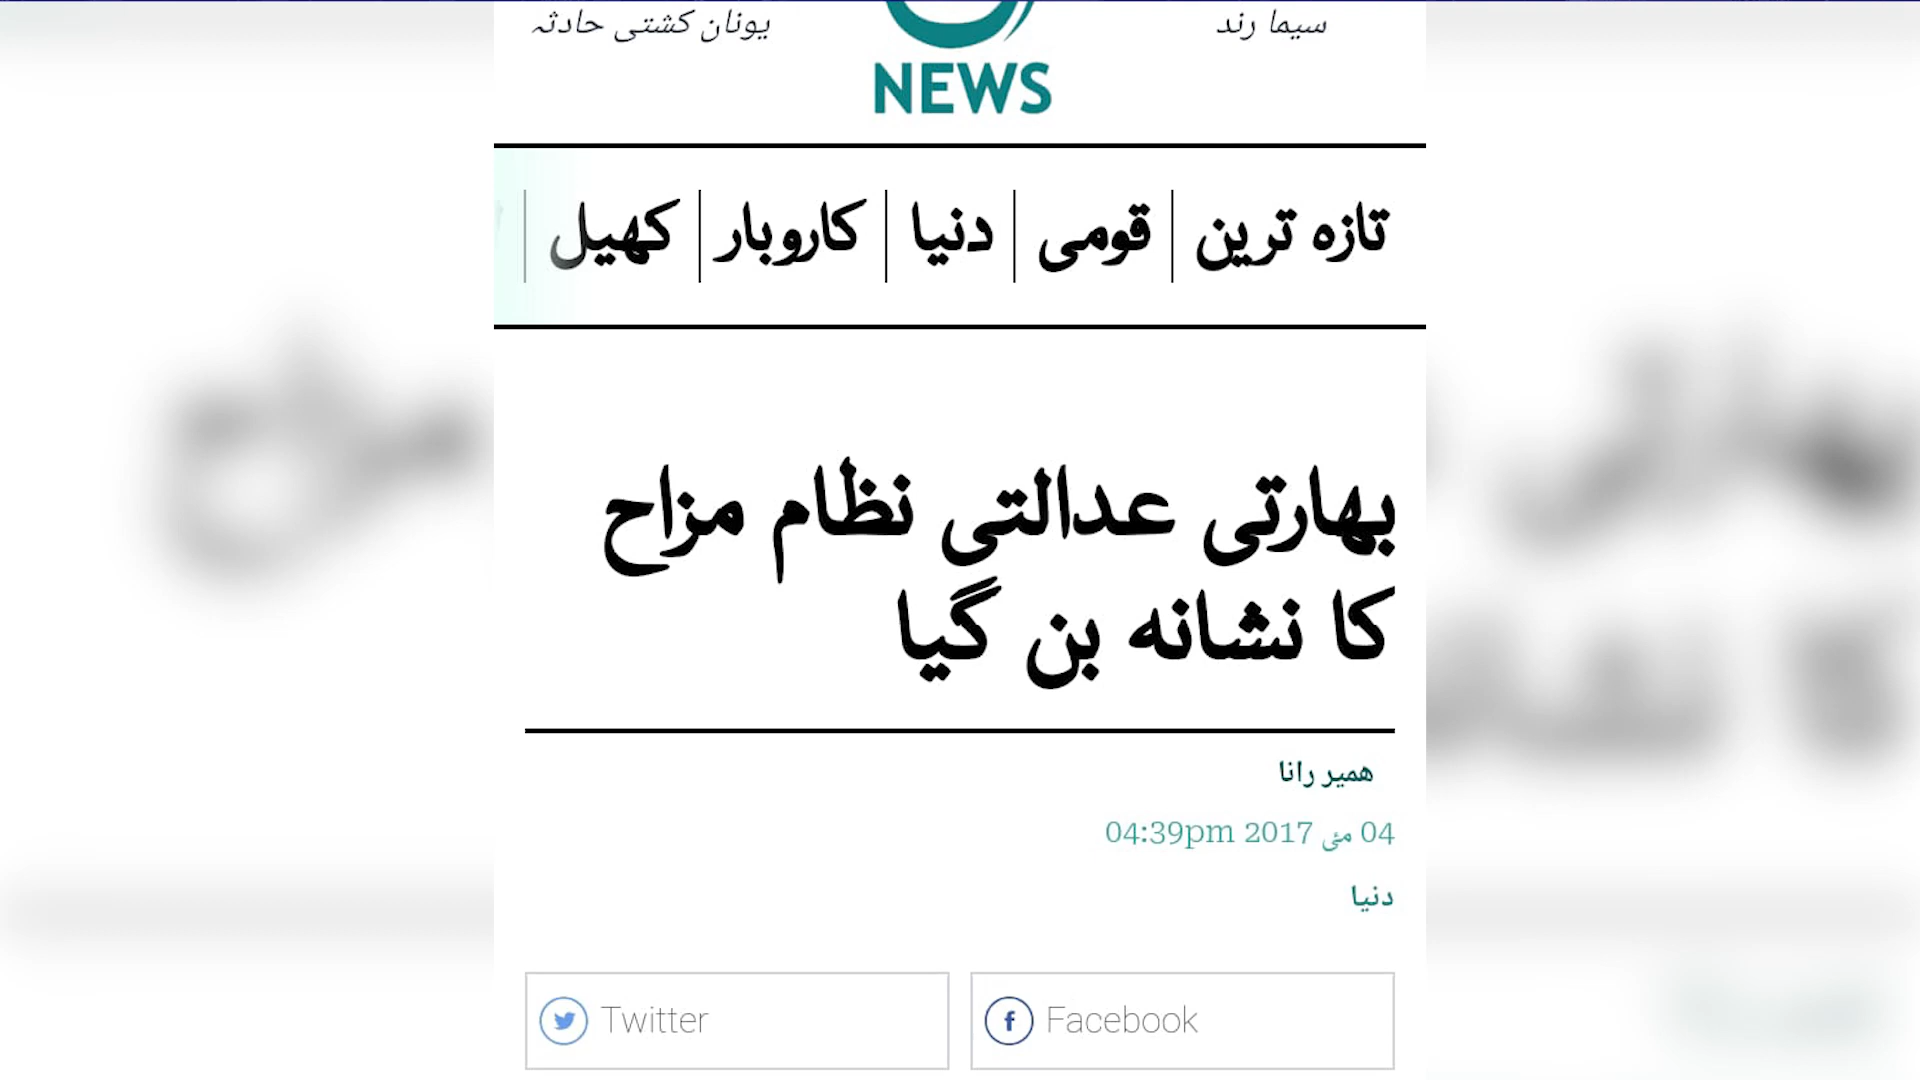 سیما رند
یونان کشتی حادثہ
NEWS
تازہ ترین | قومی | دنیا | کاروبار | کھیل
بھارتی عدالتی نظام مزاح
کا نشانہ بن گیا
ھمیر رانا
04 مئی 2017 04:39pm
دنیا
Facebook
Twitter